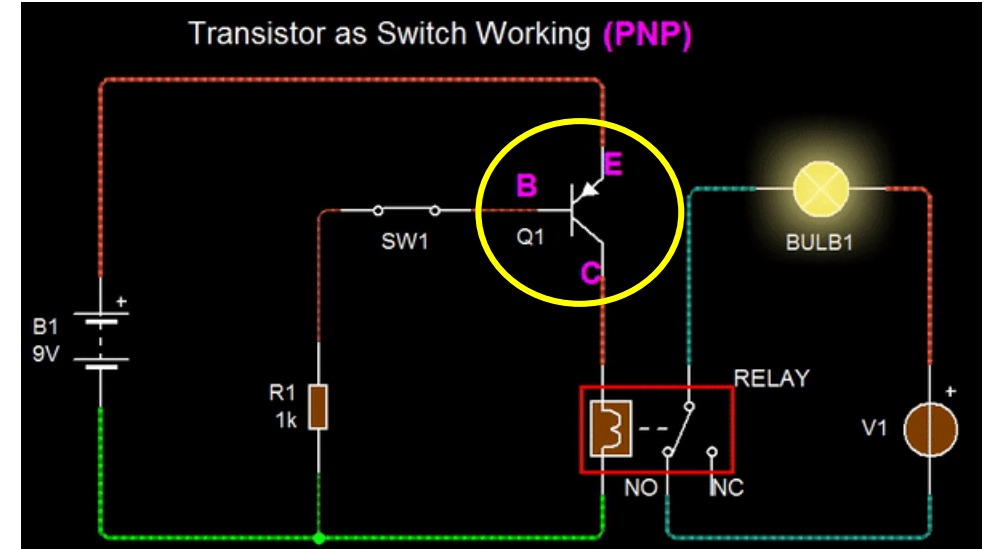 Transistor as Switch Working (PNP)
E
B
SW1
Q1
C
BULB1
+
B1
9V
R1
1k
RELAY
+
V1
NO
NC